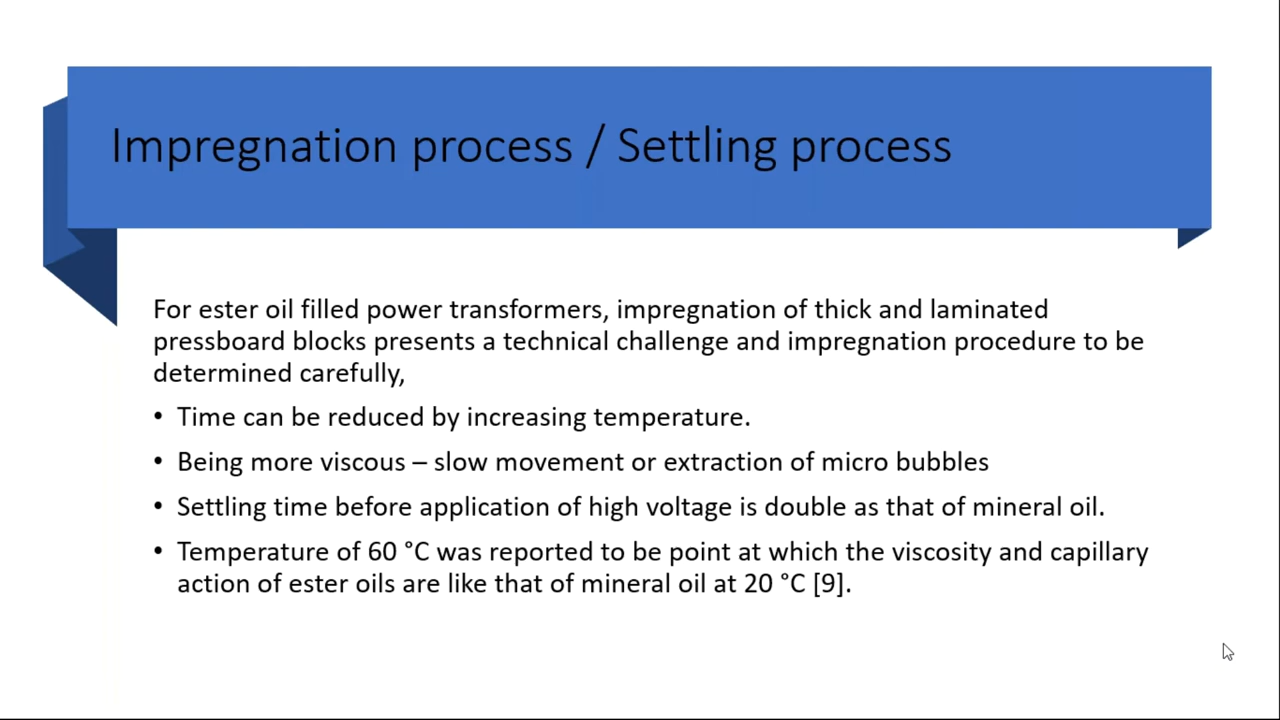 Impregnation process / Settling process
For ester oil filled power transformers, impregnation of thick and laminated
pressboard blocks presents a technical challenge and impregnation procedure to be
determined carefully,
• Time can be reduced by increasing temperature.
• Being more viscous – slow movement or extraction of micro bubbles
• Settling time before application of high voltage is double as that of mineral oil.
• Temperature of 60 °C was reported to be point at which the viscosity and capillary
action of ester oils are like that of mineral oil at 20 °C [9].